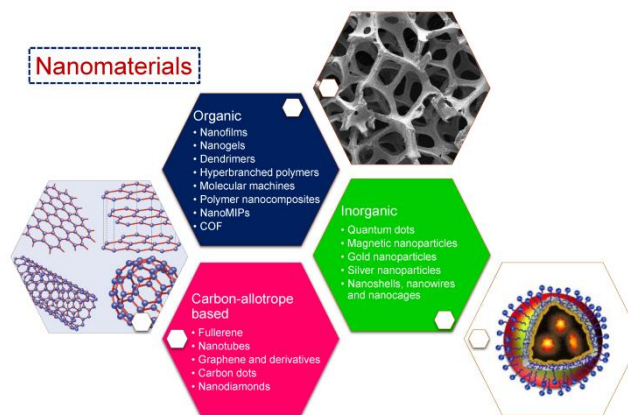 Nanomaterials
Organic
• Nanofilms
• Nanogels
• Dendrimers
• Hyperbranched polymers
• Molecular machines
• Polymer nanocomposites
• NanoMIPs
• COF
Inorganic
• Quantum dots
• Magnetic nanoparticles
• Gold nanoparticles
• Silver nanoparticles
• Nanoshells, nanowires
and nanocages
Carbon-allotrope
based
• Fullerene
• Nanotubes
• Graphene and derivatives
• Carbon dots
• Nanodiamonds